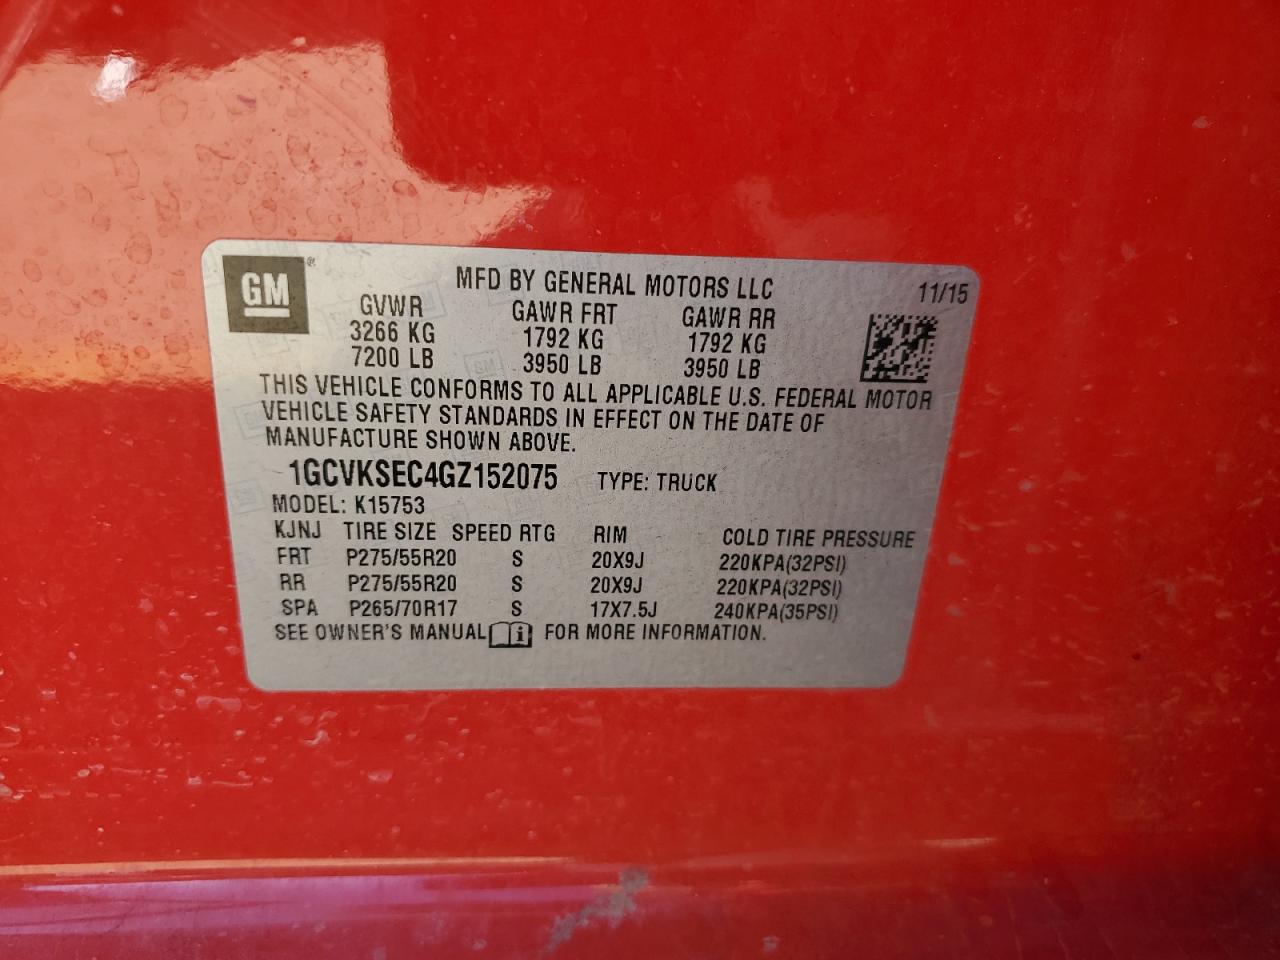 GM ®
MFD BY GENERAL MOTORS LLC 11/15
GVWR GAWR FRT GAWR RR
3266 KG 1792 KG 1792 KG
7200 LB 3950 LB 3950 LB
THIS VEHICLE CONFORMS TO ALL APPLICABLE U.S. FEDERAL MOTOR
VEHICLE SAFETY STANDARDS IN EFFECT ON THE DATE OF
MANUFACTURE SHOWN ABOVE.
1GCVKSEC4GZ152075 TYPE: TRUCK
MODEL: K15753
KJNJ TIRE SIZE SPEED RTG RIM COLD TIRE PRESSURE
FRT P275/55R20 S 20X9J 220KPA(32PSI)
RR P275/55R20 S 20X9J 220KPA(32PSI)
SPA P265/70R17 S 17X7.5J 240KPA(35PSI)
SEE OWNER'S MANUAL i FOR MORE INFORMATION.